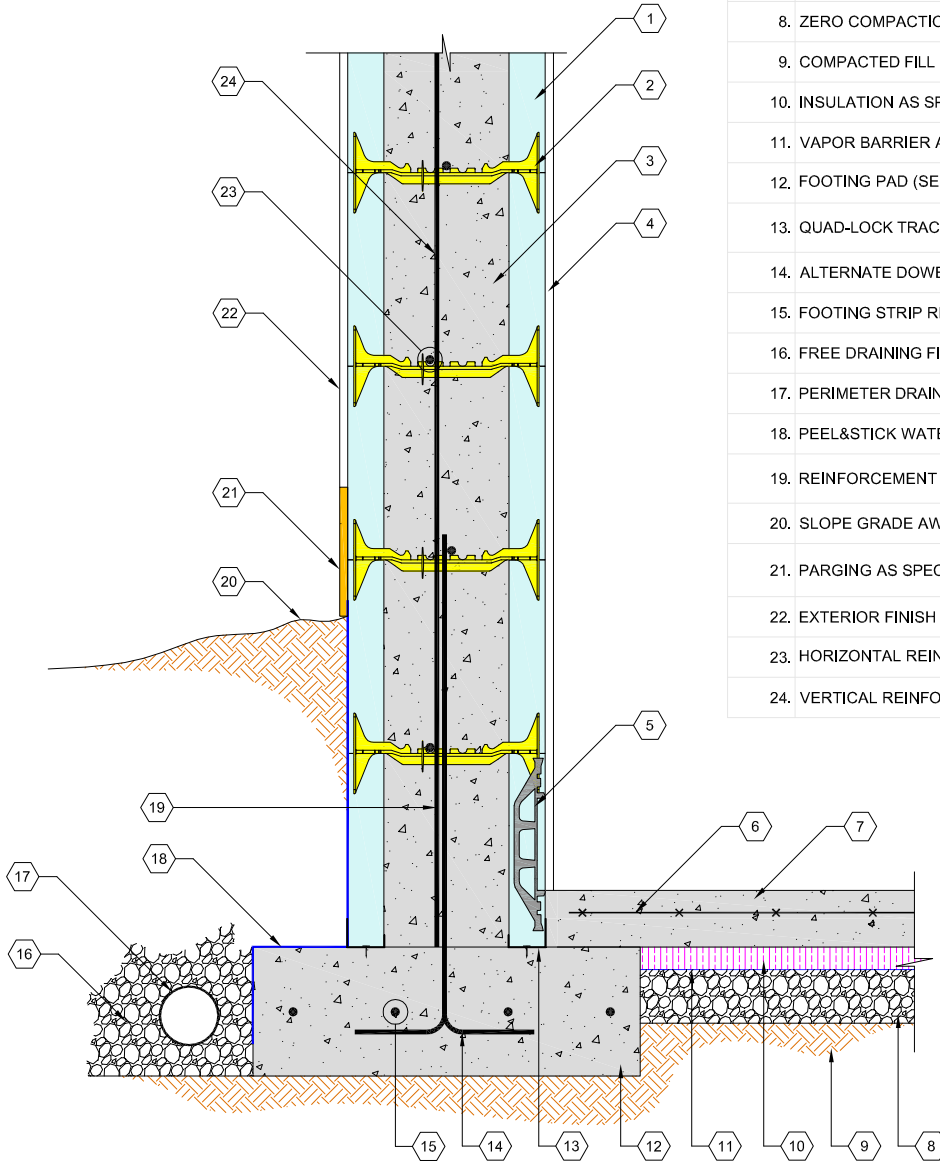 8. ZERO COMPACTIO
9. COMPACTED FILL
10. INSULATION AS SP
11. VAPOR BARRIER A
12. FOOTING PAD (SE
13. QUAD-LOCK TRAC
14. ALTERNATE DOWE
15. FOOTING STRIP R
16. FREE DRAINING FI
17. PERIMETER DRAIN
18. PEEL&STICK WATE
19. REINFORCEMENT
20. SLOPE GRADE AW
21. PARGING AS SPEC
22. EXTERIOR FINISH
23. HORIZONTAL REIN
24. VERTICAL REINFO
1
24
2
3
23
4
22
21
20
5
19
6
7
18
17
16
15
14
13
12
11
10
9
8